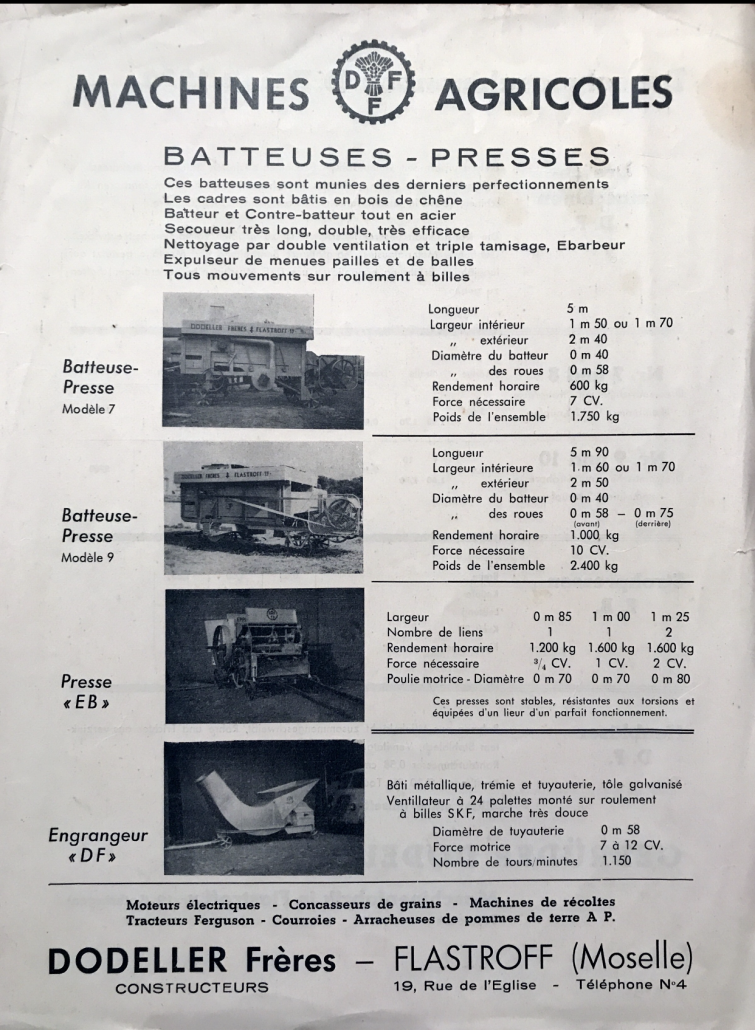 MACHINES D F F AGRICOLES
BATTEUSES - PRESSES
Ces batteuses sont munies des derniers perfectionnements
Les cadres sont bâtis en bois de chêne
Batteur et Contre-batteur tout en acier
Secoueur très long, double, très efficace
Nettoyage par double ventilation et triple tamisage, Ebarbeur
Expulseur de menues pailles et de balles
Tous mouvements sur roulement à billes
DODELLER FRÈRES FLASTROFF
Batteuse-
Presse
Modèle 7
Longueur 5 m
Largeur intérieur 1 m 50 ou 1 m 70
„ extérieur 2 m 40
Diamètre du batteur 0 m 40
„ des roues 0 m 58
Rendement horaire 600 kg
Force nécessaire 7 CV.
Poids de l'ensemble 1.750 kg
DODELLER FRÈRES FLASTROFF
Batteuse-
Presse
Modèle 9
Longueur 5 m 90
Largeur intérieure 1 m 60 ou 1 m 70
„ extérieur 2 m 50
Diamètre du batteur 0 m 40
„ des roues 0 m 58 – 0 m 75
(avant) (derrière)
Rendement horaire 1.000 kg
Force nécessaire 10 CV.
Poids de l'ensemble 2.400 kg
Presse
« EB »
Largeur 0 m 85 1 m 00 1 m 25
Nombre de liens 1 1 2
Rendement horaire 1.200 kg 1.600 kg 1.600 kg
Force nécessaire ³/₄ CV. 1 CV. 2 CV.
Poulie motrice - Diamètre 0 m 70 0 m 70 0 m 80
Ces presses sont stables, résistantes aux torsions et
équipées d'un lieur d'un parfait fonctionnement.
Engrangeur
« DF »
Bâti métallique, trémie et tuyauterie, tôle galvanisé
Ventillateur à 24 palettes monté sur roulement
à billes SKF, marche très douce
Diamètre de tuyauterie 0 m 58
Force motrice 7 à 12 CV.
Nombre de tours/minutes 1.150
Moteurs électriques - Concasseurs de grains - Machines de récoltes
Tracteurs Ferguson - Courroies - Arracheuses de pommes de terre A P.
DODELLER Frères – FLASTROFF (Moselle)
CONSTRUCTEURS 19, Rue de l'Eglise - Téléphone Nº 4